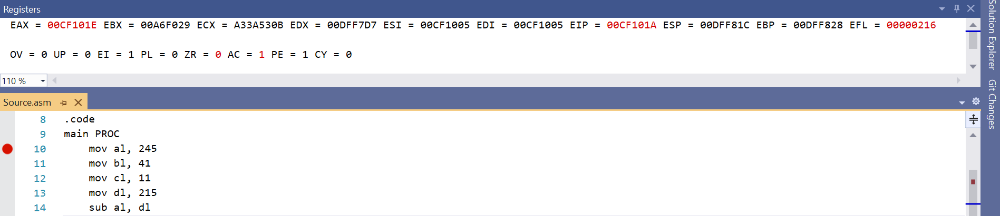 Registers
EAX = 00CF101E EBX = 00A6F029 ECX = A33A530B EDX = 00DFF7D7 ESI = 00CF1005 EDI = 00CF1005 EIP = 00CF101A ESP = 00DFF81C EBP = 00DFF828 EFL = 00000216
OV = 0 UP = 0 EI = 1 PL = 0 ZR = 0 AC = 1 PE = 1 CY = 0
110 %
Source.asm
8 .code
9 main PROC
10 mov al, 245
11 mov bl, 41
12 mov cl, 11
13 mov dl, 215
14 sub al, dl
Solution Explorer
Git Changes